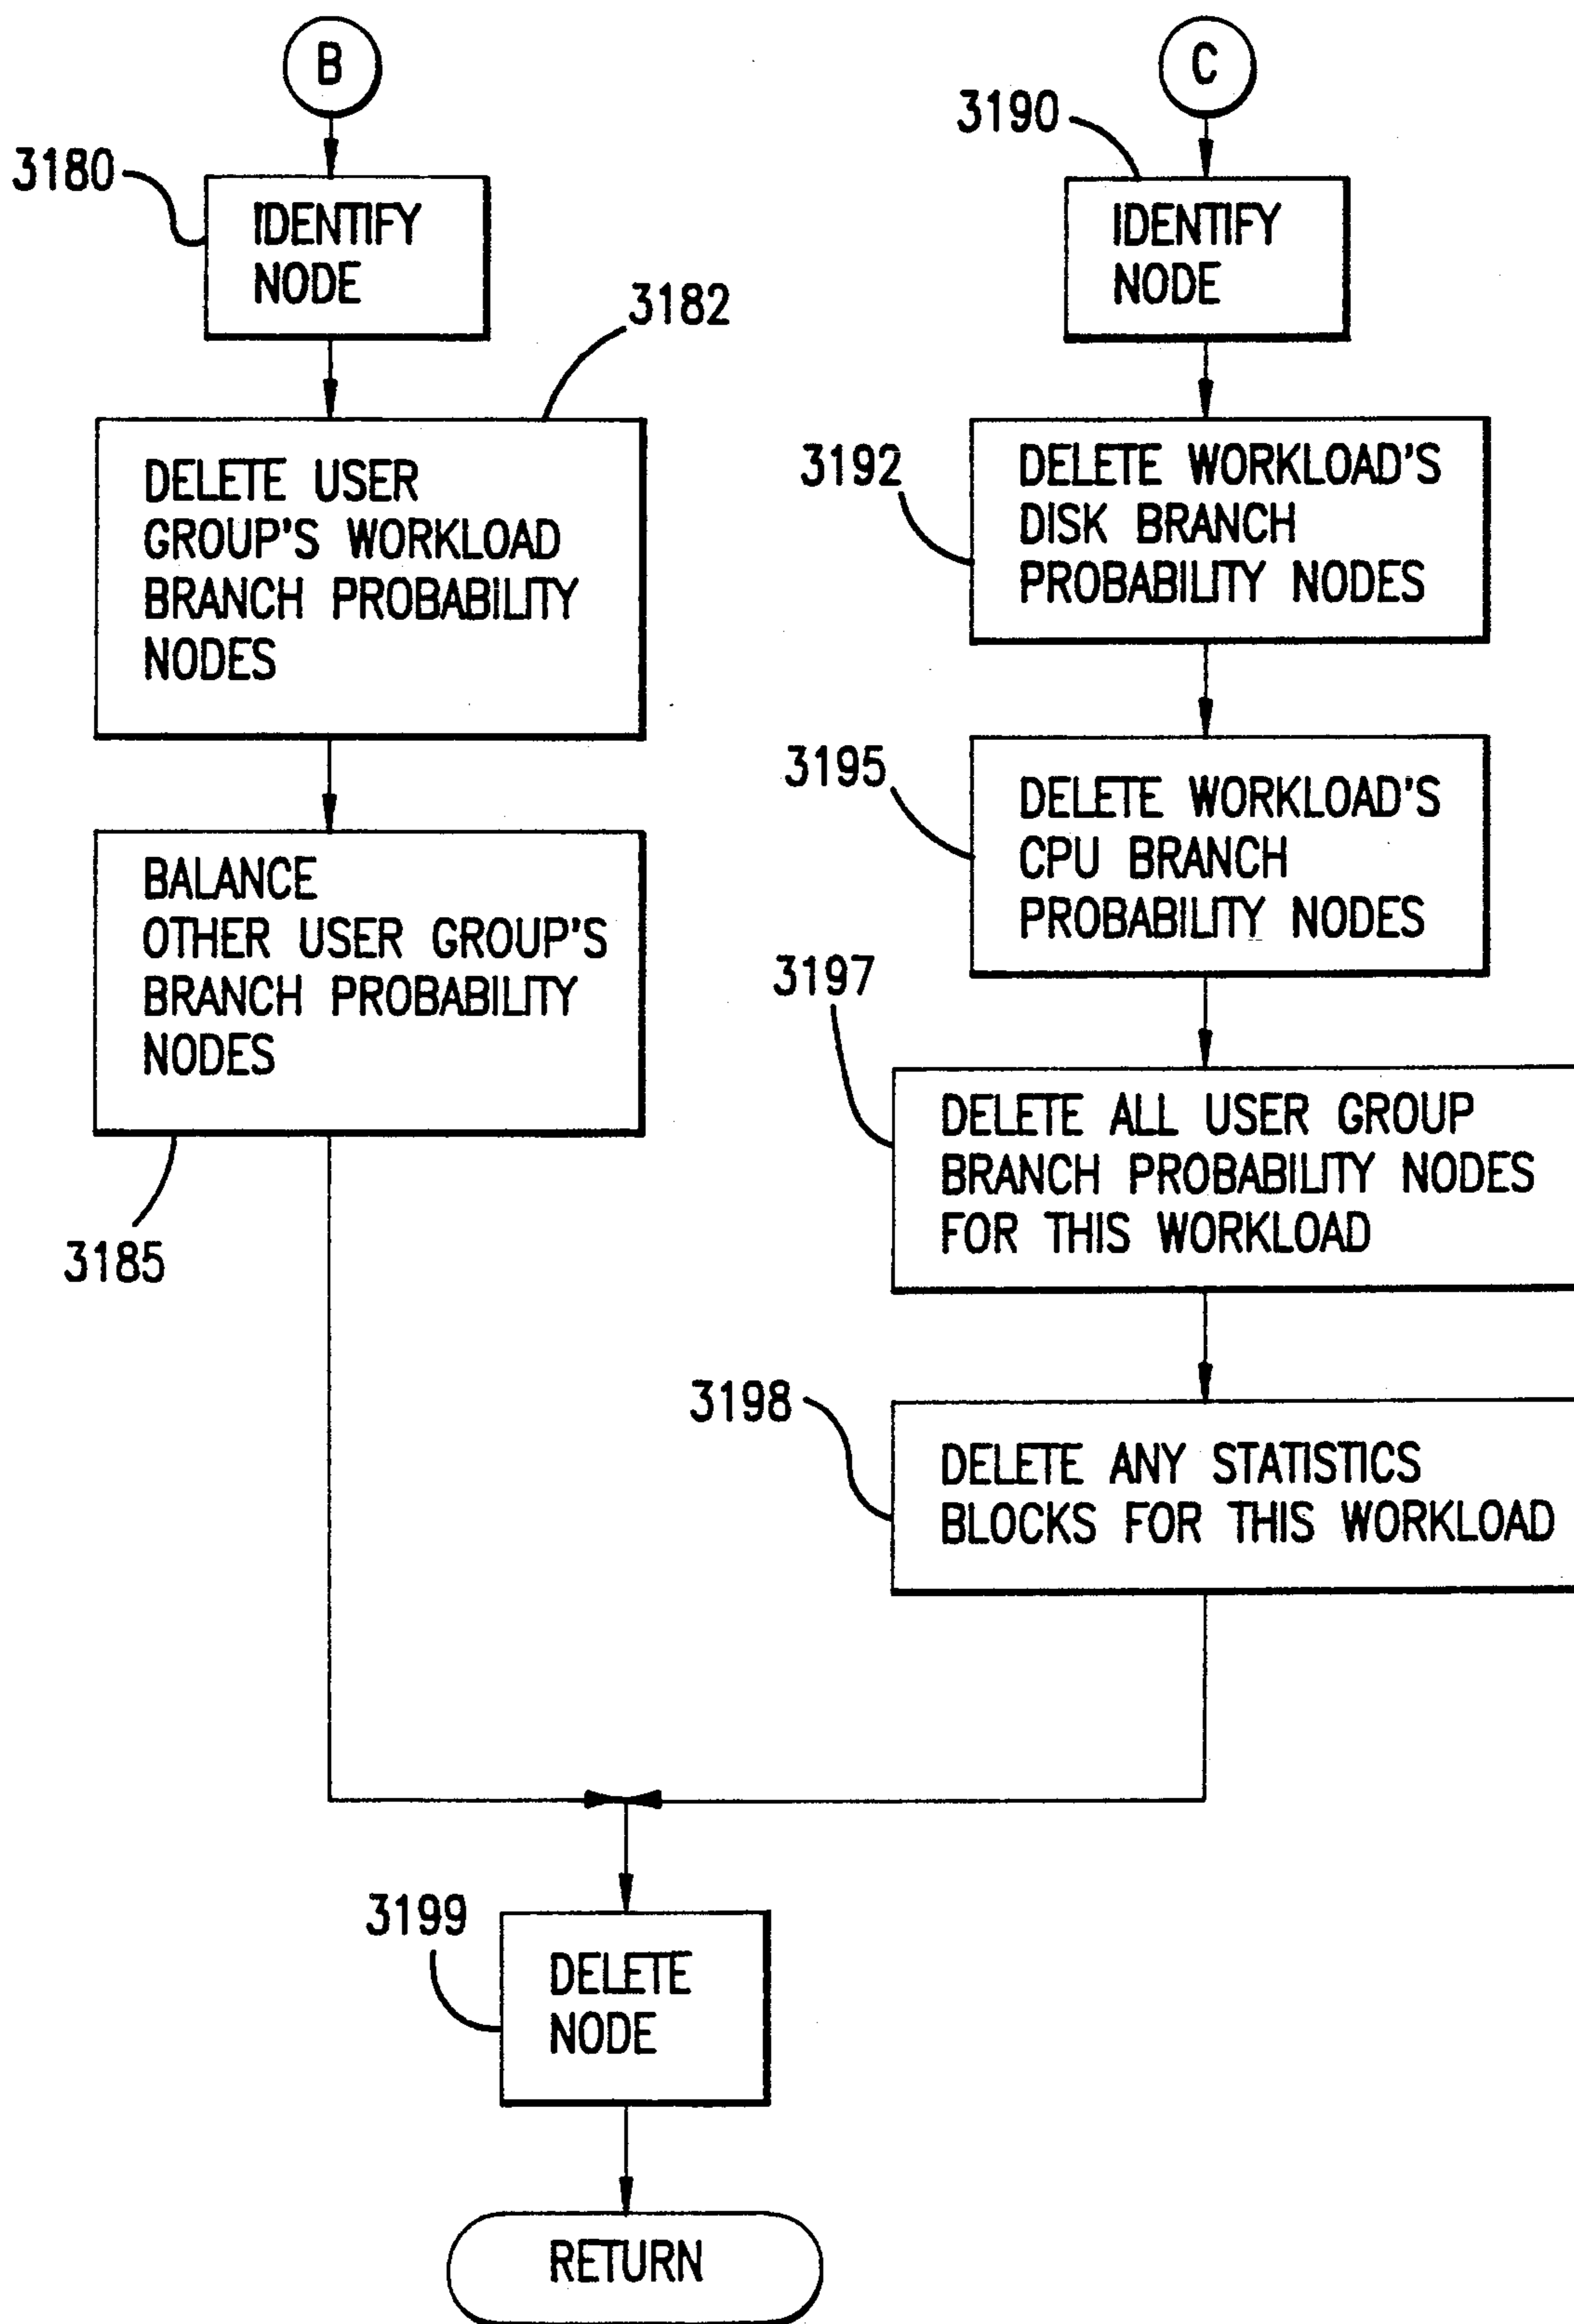 B
3180
IDENTIFY
NODE
3182
DELETE USER
GROUP'S WORKLOAD
BRANCH PROBABILITY
NODES
BALANCE
OTHER USER GROUP'S
BRANCH PROBABILITY
NODES
3185
C
3190
IDENTIFY
NODE
3192
DELETE WORKLOAD'S
DISK BRANCH
PROBABILITY NODES
3195
DELETE WORKLOAD'S
CPU BRANCH
PROBABILITY NODES
3197
DELETE ALL USER GROUP
BRANCH PROBABILITY NODES
FOR THIS WORKLOAD
3198
DELETE ANY STATISTICS
BLOCKS FOR THIS WORKLOAD
3199
DELETE
NODE
RETURN